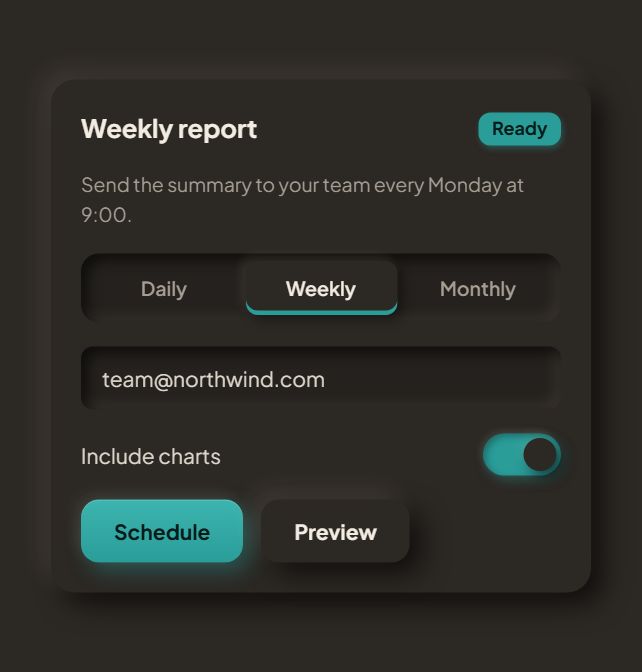 Weekly report
Ready
Send the summary to your team every Monday at
9:00.
Daily
Weekly
Monthly
team@northwind.com
Include charts
Schedule
Preview